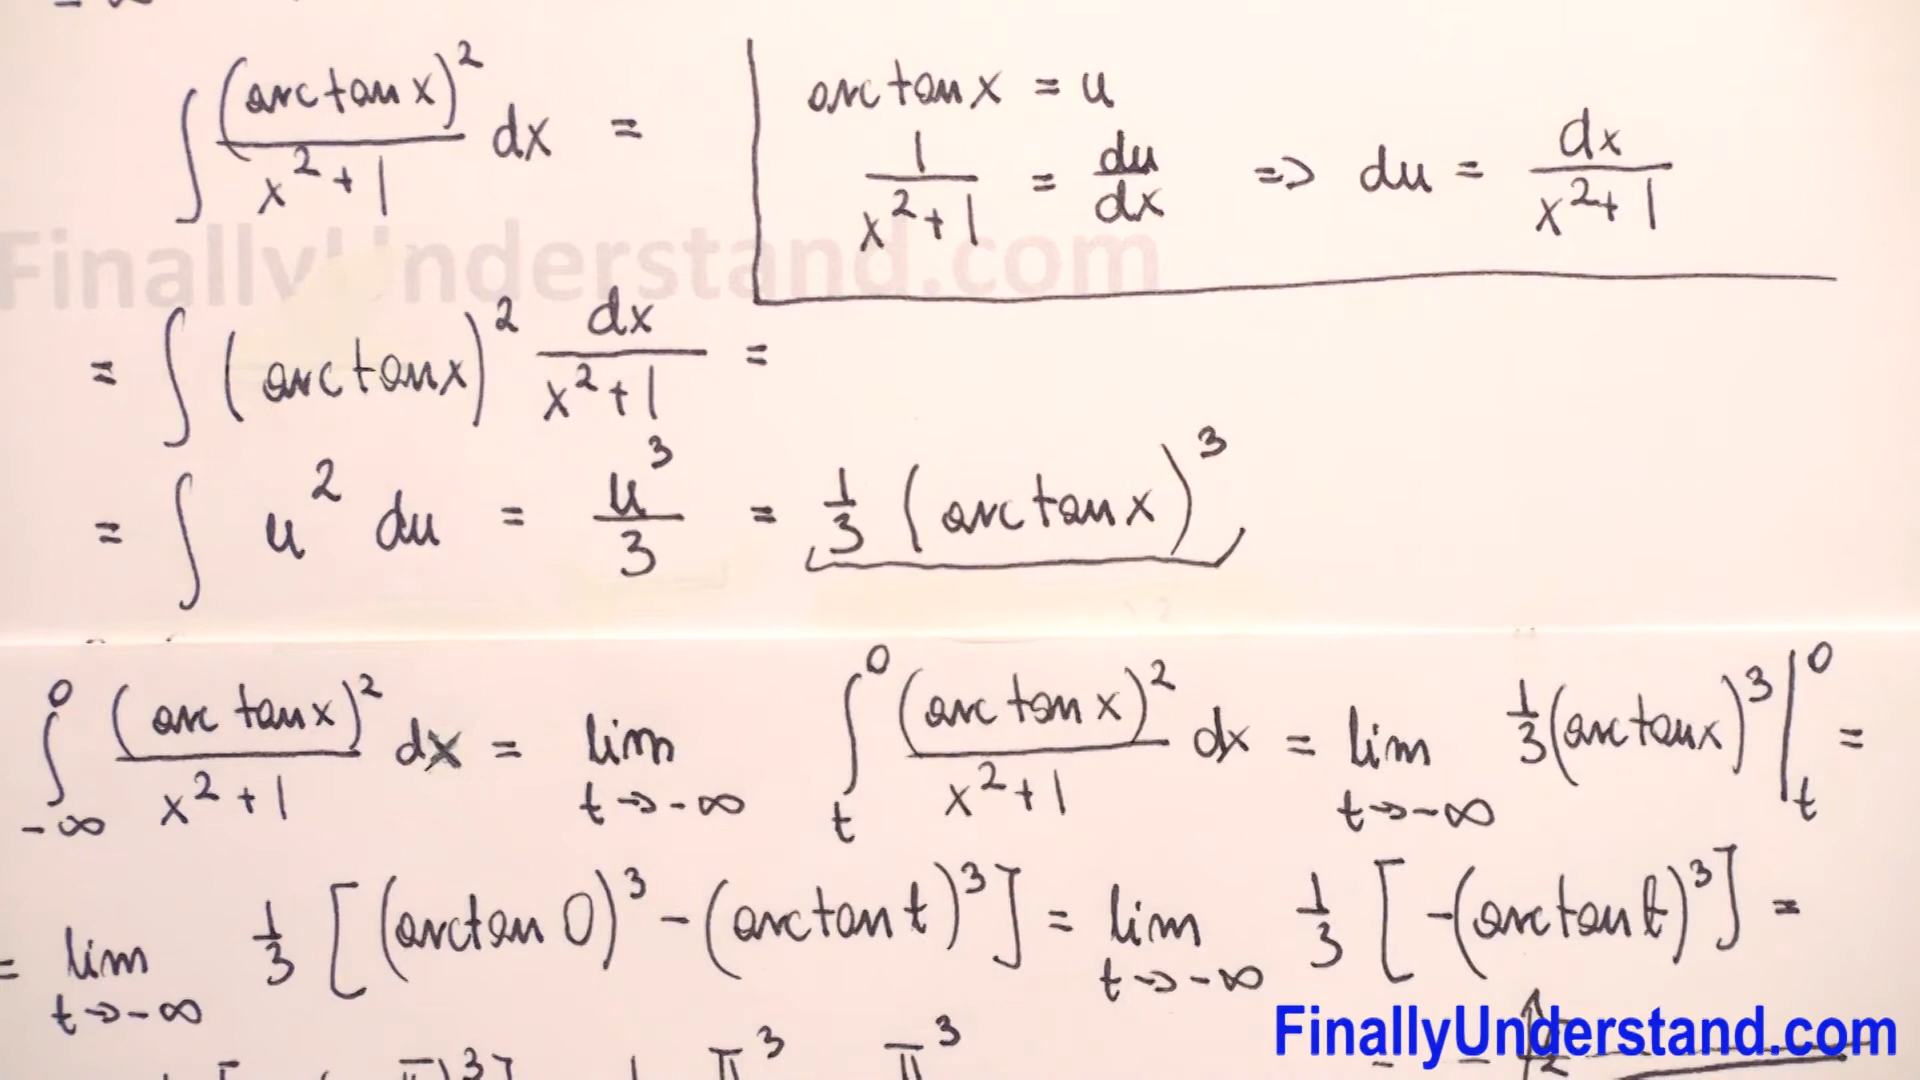 ∫ (arctan x)² / (x² + 1) dx =
arctan x = u
1 / (x² + 1) = du / dx => du = dx / (x² + 1)
FinallyUnderstand.com
= ∫ (arctan x)² dx / (x² + 1) =
= ∫ u² du = u³ / 3 = 1/3 (arctan x)³
∫_{-∞}^{0} (arctan x)² / (x² + 1) dx = lim_{t→-∞} ∫_{t}^{0} (arctan x)² / (x² + 1) dx = lim_{t→-∞} 1/3 (arctan x)³ |_{t}^{0} =
= lim_{t→-∞} 1/3 [(arctan 0)³ - (arctan t)³] = lim_{t→-∞} 1/3 [-(arctan t)³] =
FinallyUnderstand.com